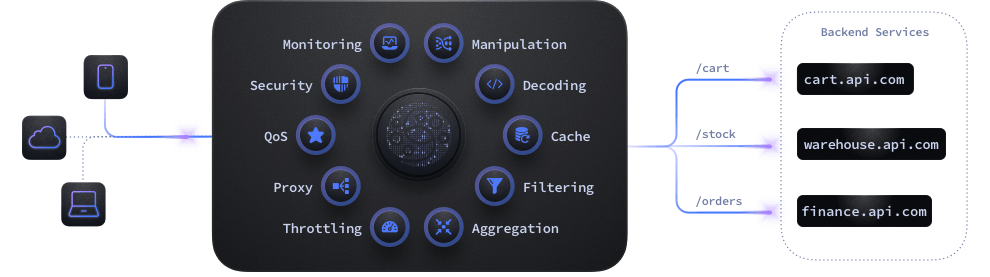 Monitoring
Manipulation
Security
Decoding
QoS
Cache
Proxy
Filtering
Throttling
Aggregation
/cart
/stock
/orders
Backend Services
cart.api.com
warehouse.api.com
finance.api.com